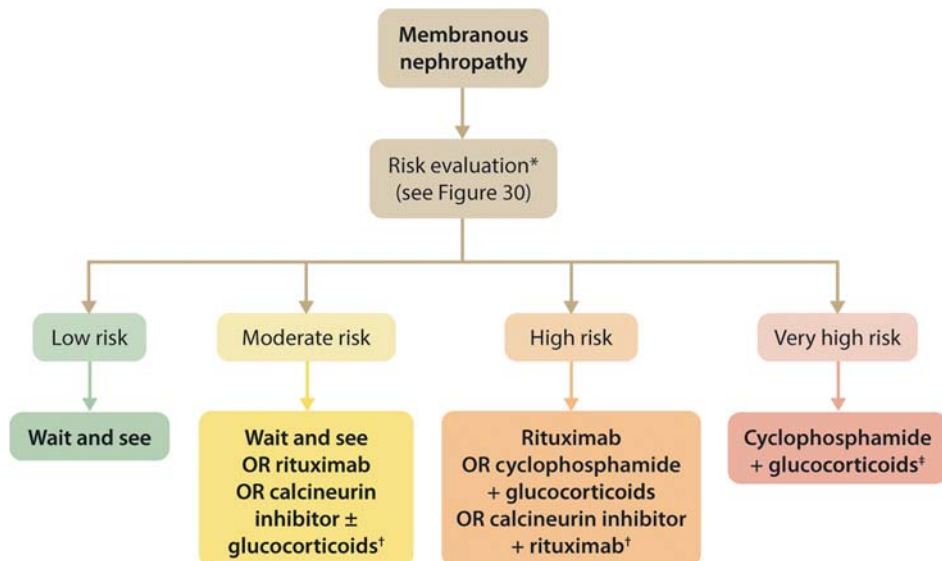 Membranous
nephropathy
Risk evaluation*
(see Figure 30)
Low risk
Moderate risk
High risk
Very high risk
Wait and see
Wait and see
OR rituximab
OR calcineurin
inhibitor ±
glucocorticoids†
Rituximab
OR cyclophosphamide
+ glucocorticoids
OR calcineurin inhibitor
+ rituximab†
Cyclophosphamide
+ glucocorticoids‡